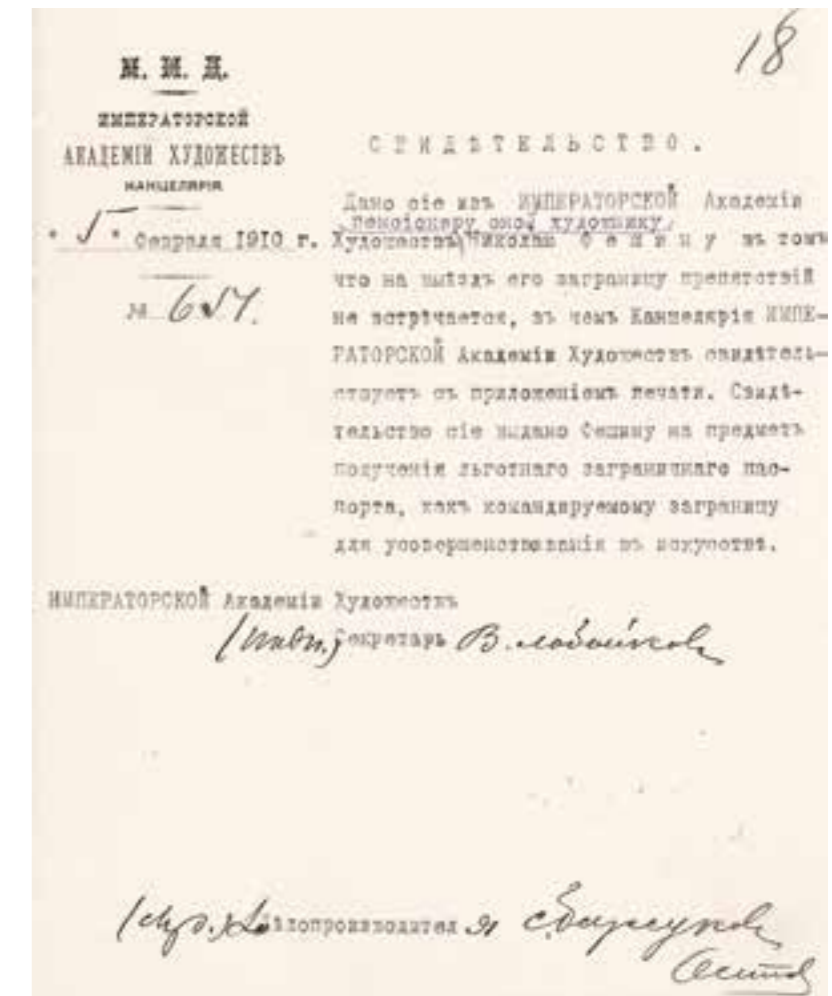 18
М. И. Д.
ИМПЕРАТОРСКОЙ
АКАДЕМІИ ХУДОЖЕСТВЪ
КАНЦЕЛЯРІЯ
"5" Февраля 1910 г.
№ 654.
СВИДѢТЕЛЬСТВО.
Дано сіе изъ ИМПЕРАТОРСКОЙ Академіи
пенсіонеру оной художнику
Художествъ Николаю Фешину въ томъ
что на выѣздъ его заграницу препятствій
не встрѣчается, въ чемъ Канцелярія ИМПЕ-
РАТОРСКОЙ Академіи Художествъ свидѣтель-
ствуетъ съ приложеніемъ печати. Свидѣ-
тельство сіе выдано Фешину на предметъ
полученія льготнаго заграничнаго пас-
порта, какъ командируемому заграницу
для усовершенствованія въ искусствѣ.
ИМПЕРАТОРСКОЙ Академіи Художествъ
(подп.) Секретарь В. Лобойковъ
Дѣлопроизводителя